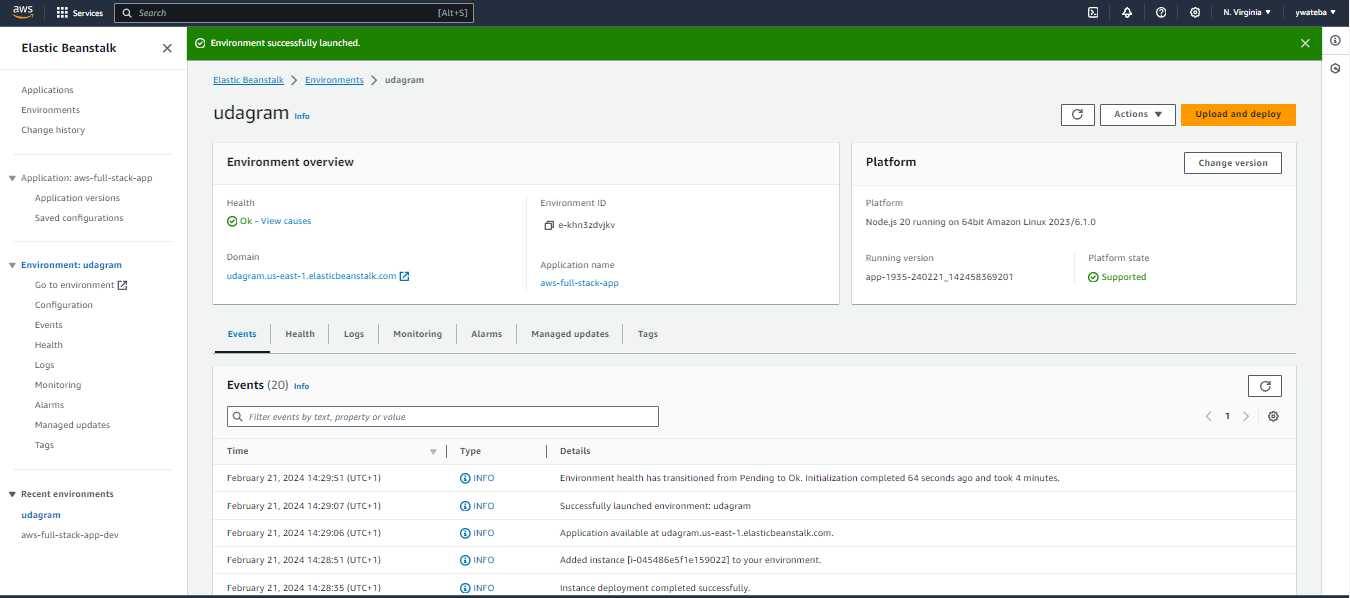 aws Services Search [Alt+S] N. Virginia ywateba
Elastic Beanstalk
Applications
Environments
Change history
Application: aws-full-stack-app
Application versions
Saved configurations
Environment: udagram
Go to environment
Configuration
Events
Health
Logs
Monitoring
Alarms
Managed updates
Tags
Recent environments
udagram
aws-full-stack-app-dev
Environment successfully launched.
Elastic Beanstalk > Environments > udagram
udagram Info
Actions Upload and deploy
Environment overview
Health
Ok - View causes
Domain
udagram.us-east-1.elasticbeanstalk.com
Environment ID
e-khn3zdvjkv
Application name
aws-full-stack-app
Platform Change version
Platform
Node.js 20 running on 64bit Amazon Linux 2023/6.1.0
Running version
app-1935-240221_142458369201
Platform state
Supported
Events Health Logs Monitoring Alarms Managed updates Tags
Events (20) Info
Filter events by text, property or value
1
Time Type Details
February 21, 2024 14:29:51 (UTC+1) INFO Environment health has transitioned from Pending to Ok. Initialization completed 64 seconds ago and took 4 minutes.
February 21, 2024 14:29:07 (UTC+1) INFO Successfully launched environment: udagram
February 21, 2024 14:29:06 (UTC+1) INFO Application available at udagram.us-east-1.elasticbeanstalk.com.
February 21, 2024 14:28:51 (UTC+1) INFO Added instance [i-045486e5f1e159022] to your environment.
February 21, 2024 14:28:35 (UTC+1) INFO Instance deployment completed successfully.